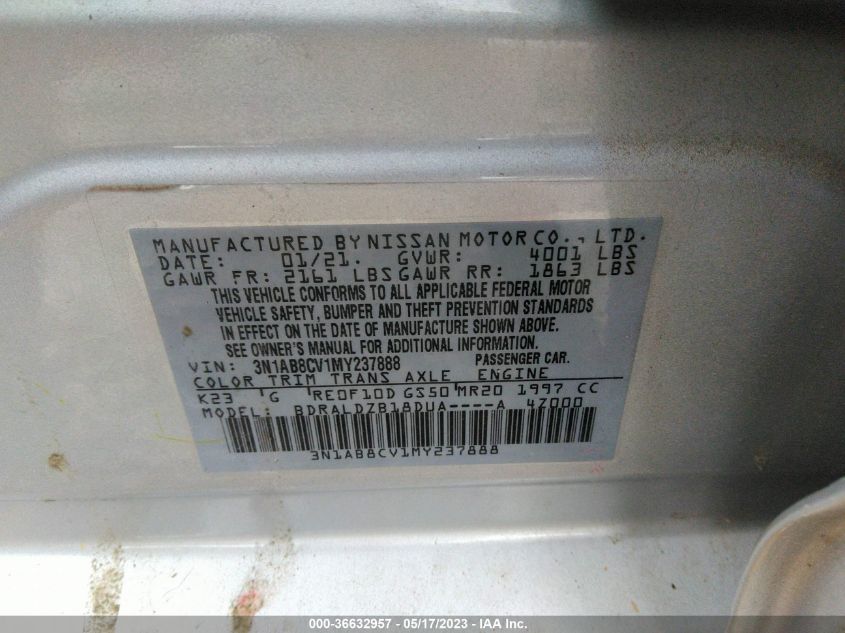 MANUFACTURED BY NISSAN MOTOR CO., LTD.
DATE: 01/21. GVWR: 4001 LBS
GAWR FR: 2161 LBS GAWR RR: 1863 LBS
THIS VEHICLE CONFORMS TO ALL APPLICABLE FEDERAL MOTOR
VEHICLE SAFETY, BUMPER AND THEFT PREVENTION STANDARDS
IN EFFECT ON THE DATE OF MANUFACTURE SHOWN ABOVE.
SEE OWNER'S MANUAL FOR ADDITIONAL INFORMATION.
VIN: 3N1AB8CV1MY237888 PASSENGER CAR.
COLOR TRIM TRANS AXLE ENGINE
K23 G RE0F10D GS50 MR20 1997 CC
MODEL: BDRALDZB18DUA----A 47000
3N1AB8CV1MY237888
000-36632957 - 05/17/2023 - IAAI.com